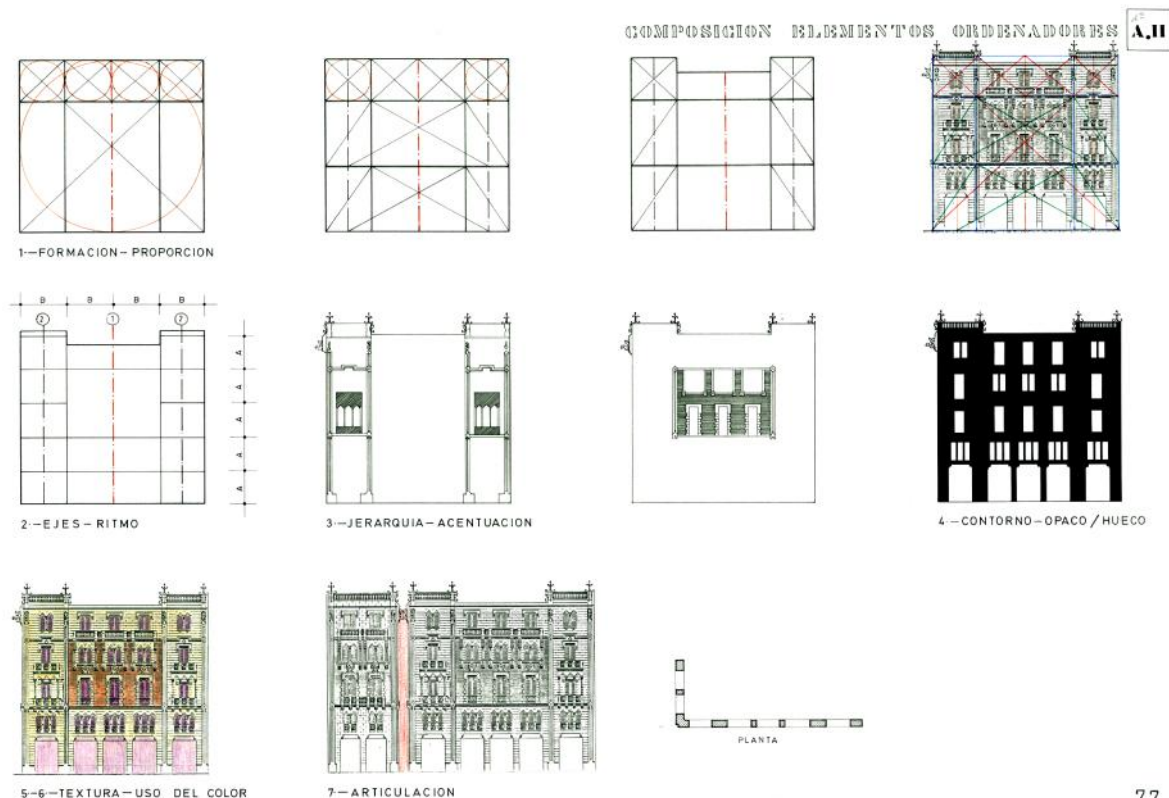 COMPOSICION ELEMENTOS ORDENADORES
A.11
1-—FORMACION-PROPORCION
B B B B
2 1 2
A
A
A
A
A
2-—EJES-RITMO
3-—JERARQUIA-ACENTUACION
4-—CONTORNO-OPACO/HUECO
5-6-—TEXTURA-USO DEL COLOR
7-—ARTICULACION
PLANTA
77